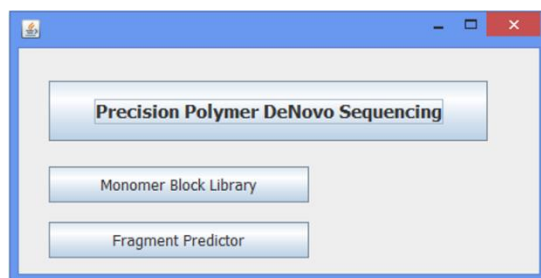 Precision Polymer DeNovo Sequencing
Monomer Block Library
Fragment Predictor